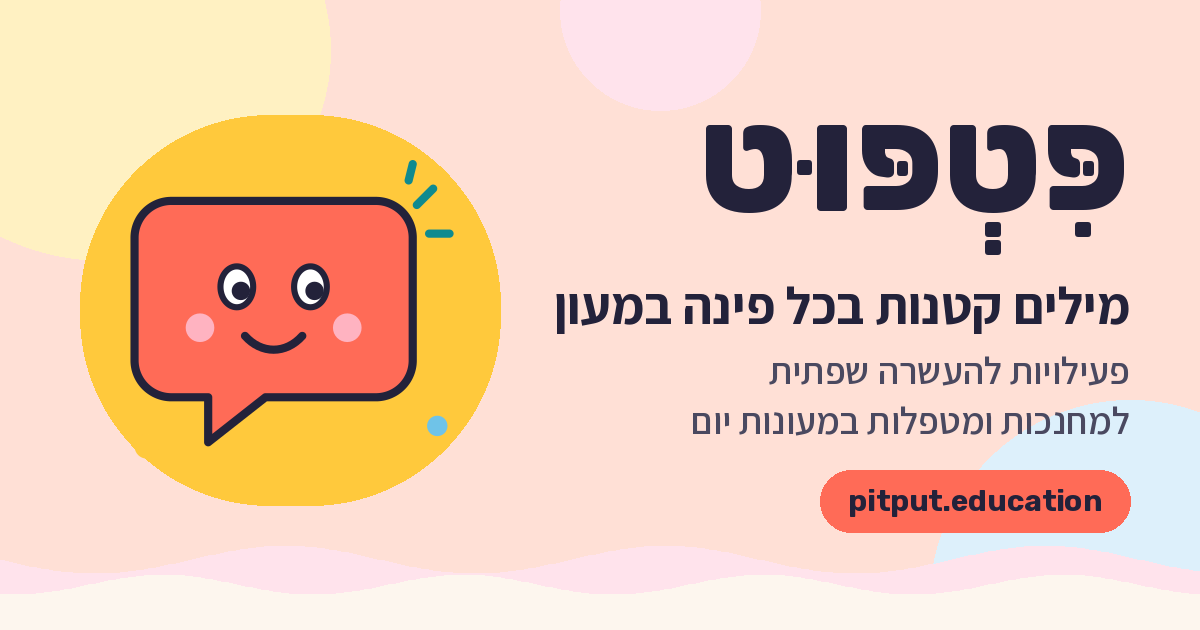 פִּטְפּוּט
מילים קטנות בכל פינה במעון
פעילויות להעשרה שפתית
למחנכות ומטפלות במעונות יום
pitput.education